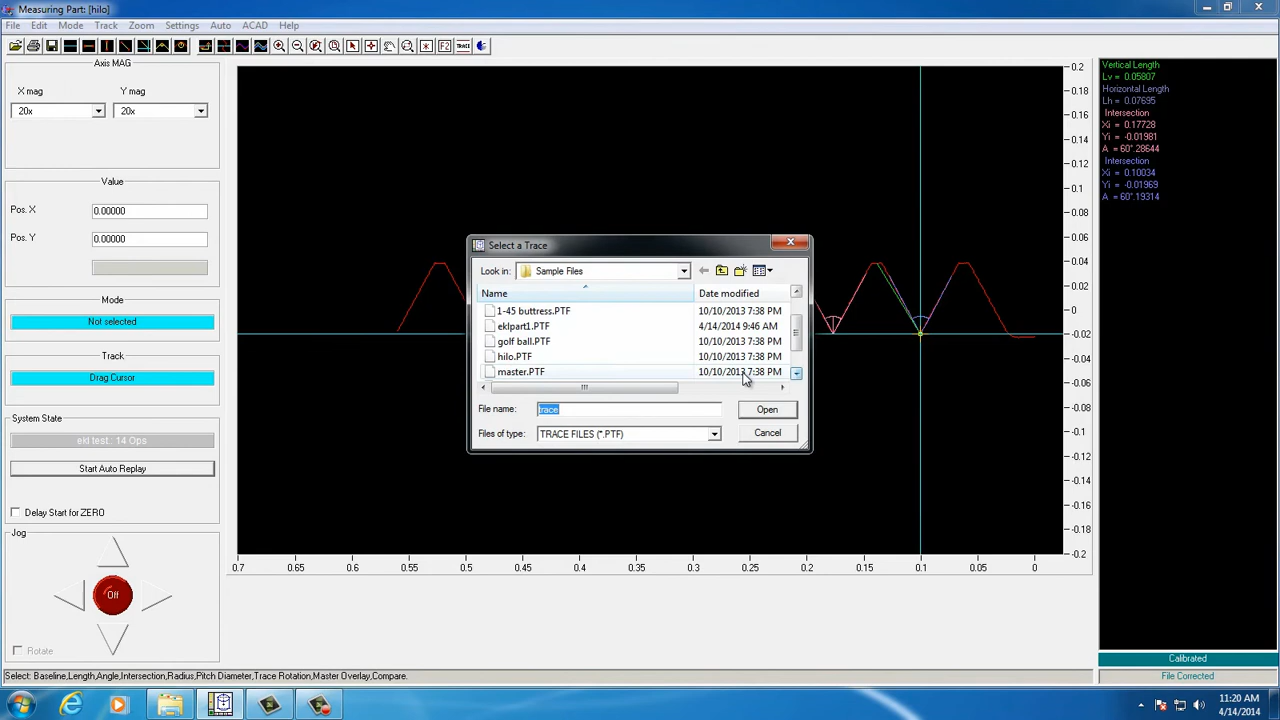 Measuring Part: [hilo]
File Edit Mode Track Zoom Settings Auto ACAD Help
F2 TRACE
Axis MAG
X mag Y mag
20x 20x
Value
Pos. X 0.00000
Pos. Y 0.00000
Mode
Not selected
Track
Drag Cursor
System State
ekl test.: 14 Ops
Start Auto Replay
Delay Start for ZERO
Jog
Off
Rotate
Select a Trace
Look in: Sample Files
Name Date modified
1-45 buttress.PTF 10/10/2013 7:38 PM
eklpart1.PTF 4/14/2014 9:46 AM
golf ball.PTF 10/10/2013 7:38 PM
hilo.PTF 10/10/2013 7:38 PM
master.PTF 10/10/2013 7:38 PM
File name: trace Open
Files of type: TRACE FILES (*.PTF) Cancel
0.2
0.18
0.16
0.14
0.12
0.1
0.08
0.06
0.04
0.02
0
-0.02
-0.04
-0.06
-0.08
-0.1
-0.12
-0.14
-0.16
-0.18
-0.2
0.7 0.65 0.6 0.55 0.5 0.45 0.4 0.35 0.3 0.25 0.2 0.15 0.1 0.05 0
Vertical Length
Lv = 0.05807
Horizontal Length
Lh = 0.07695
Intersection
Xi = 0.17728
Yi = -0.01981
A = 60°.28644
Intersection
Xi = 0.10034
Yi = -0.01969
A = 60°.19314
Calibrated
Select: Baseline,Length,Angle,Intersection,Radius,Pitch Diameter,Trace Rotation,Master Overlay,Compare.
File Corrected
11:20 AM
4/14/2014